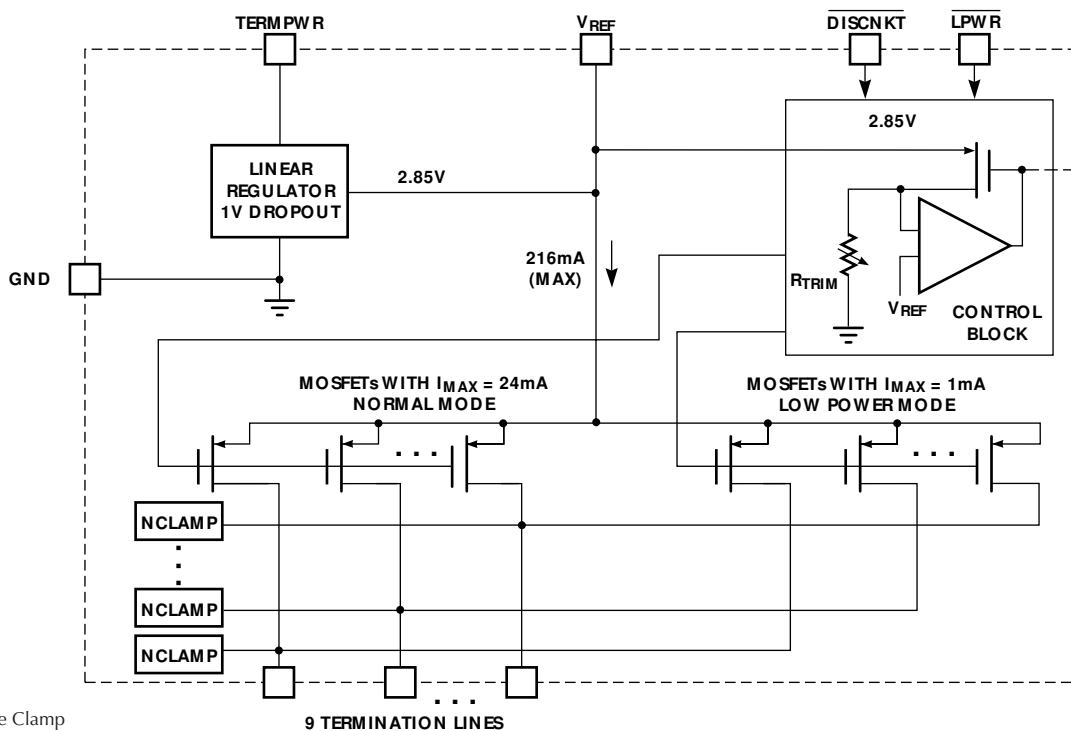 TERMPWR
VREF
DISCNKT
LPWR
2.85V
LINEAR
REGULATOR
1V DROPOUT
2.85V
GND
216mA
(MAX)
RTRIM
VREF
CONTROL
BLOCK
MOSFETs WITH IMAX = 24mA
NORMAL MODE
MOSFETs WITH IMAX = 1mA
LOW POWER MODE
NCLAMP
NCLAMP
NCLAMP
9 TERMINATION LINES
e Clamp